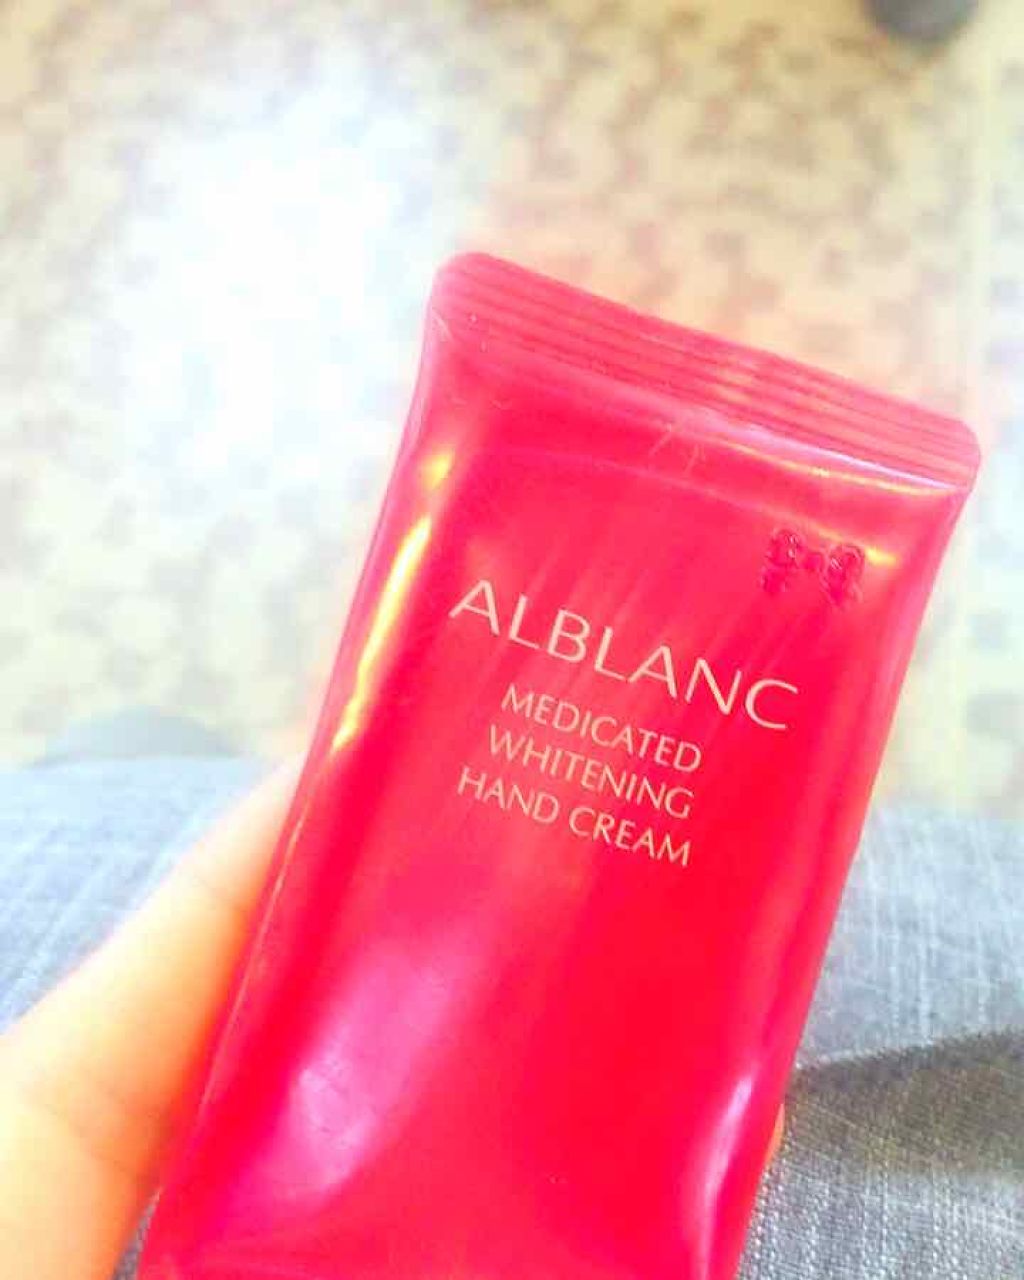 ALBLANC
MEDICATED
WHITENING
HAND CREAM